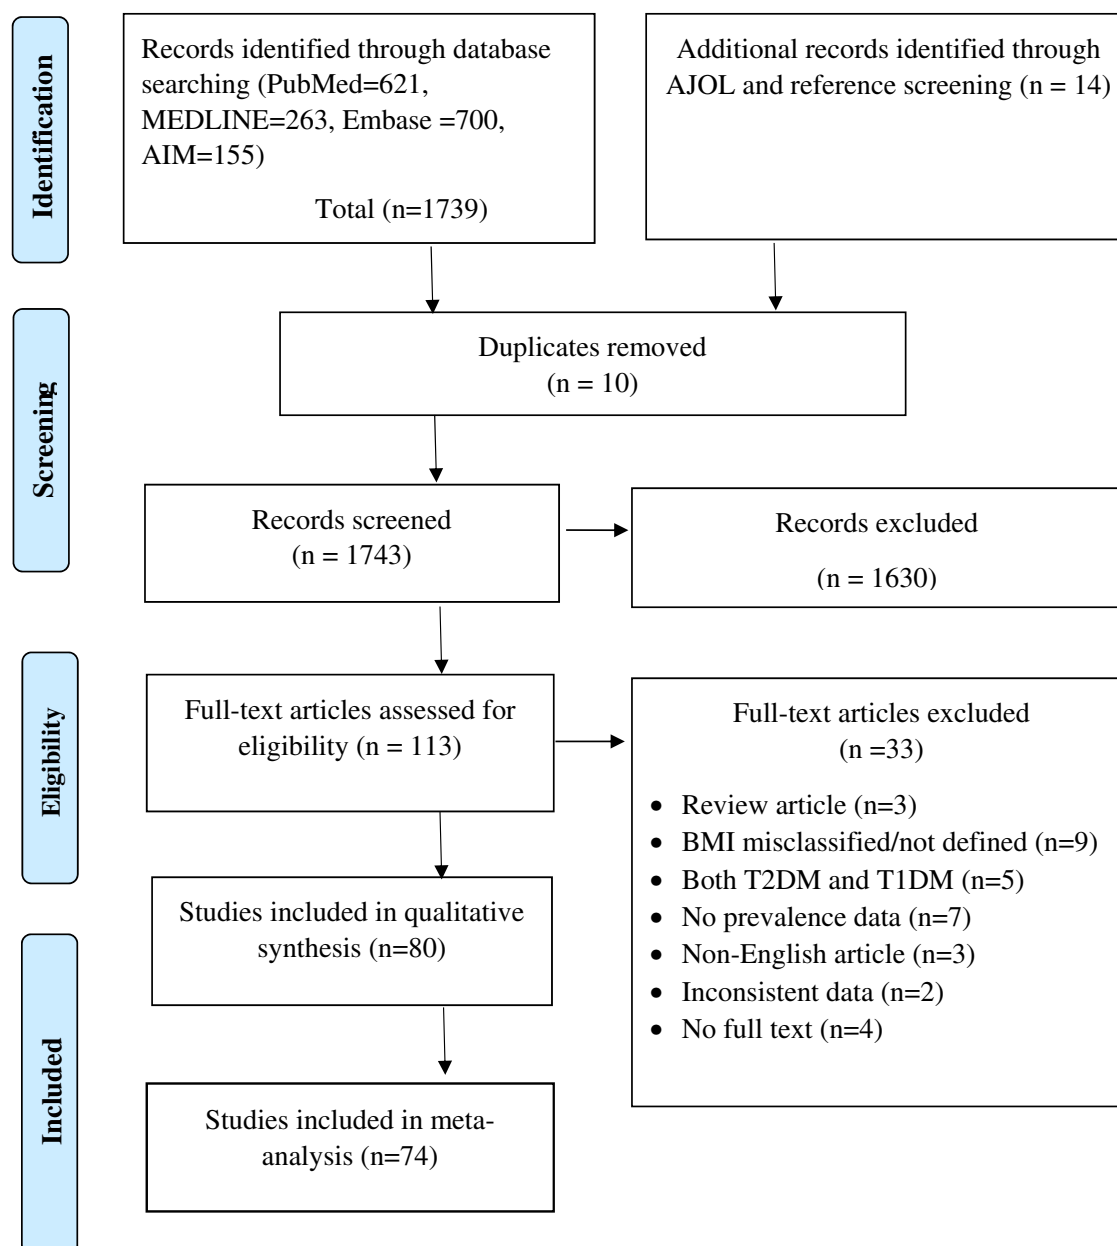 Identification
Records identified through database
searching (PubMed=621,
MEDLINE=263, Embase =700,
AIM=155)
Total (n=1739)
Additional records identified through
AJOL and reference screening (n = 14)
Screening
Duplicates removed
(n = 10)
Records screened
(n = 1743)
Records excluded
(n = 1630)
Eligibility
Full-text articles assessed for
eligibility (n = 113)
Full-text articles excluded
(n =33)
• Review article (n=3)
• BMI misclassified/not defined (n=9)
• Both T2DM and T1DM (n=5)
• No prevalence data (n=7)
• Non-English article (n=3)
• Inconsistent data (n=2)
• No full text (n=4)
Studies included in qualitative
synthesis (n=80)
Included
Studies included in meta-
analysis (n=74)